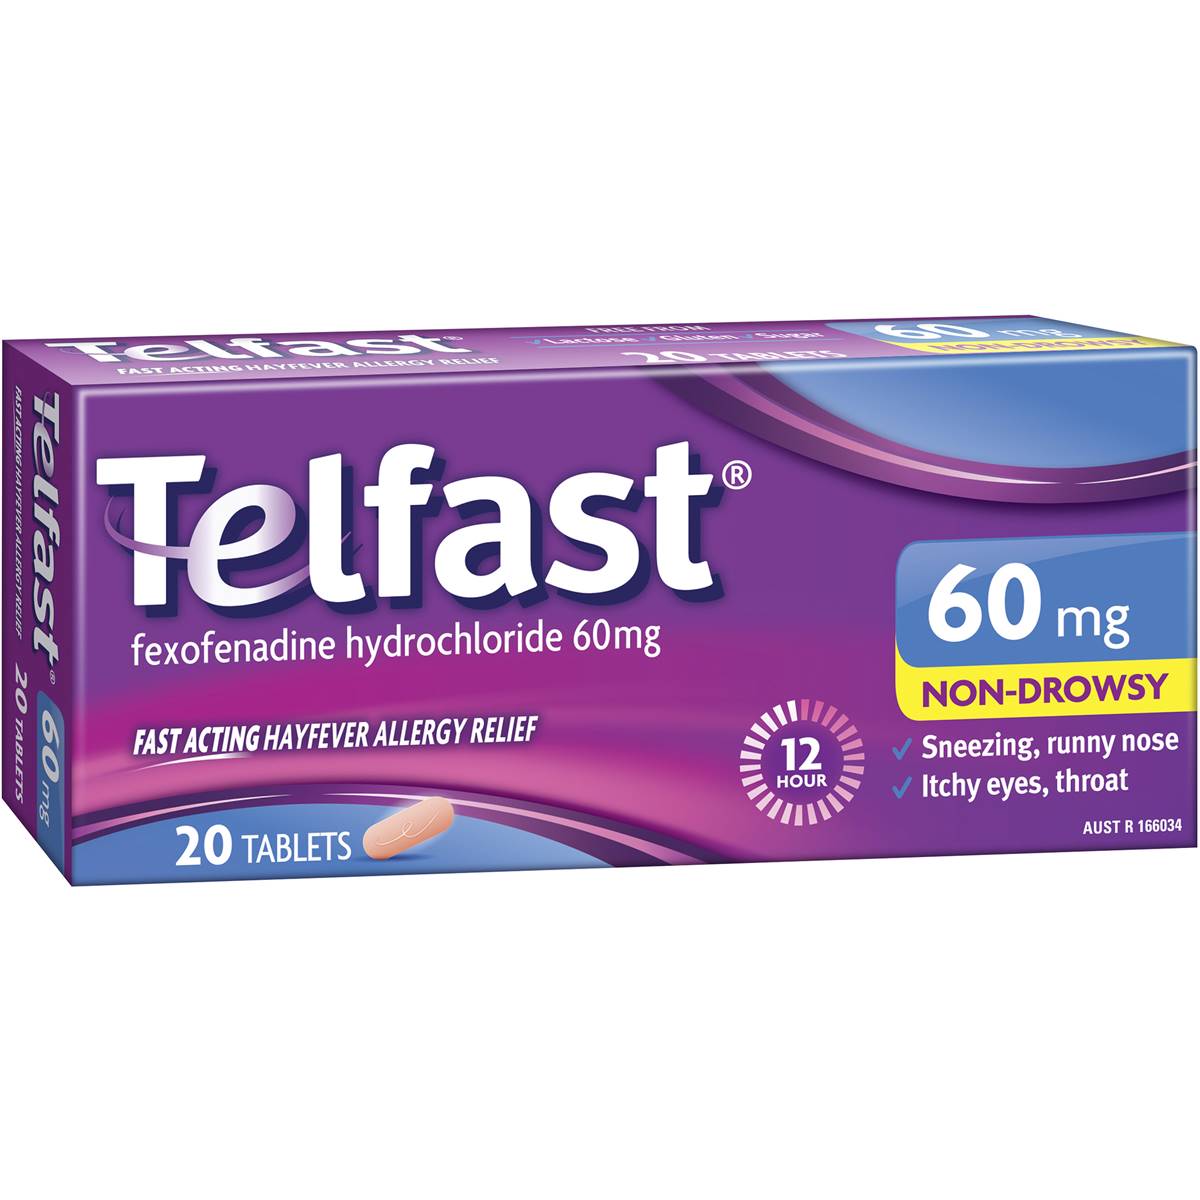 Telfast®
FAST ACTING HAYFEVER ALLERGY RELIEF
FREE FROM
✓Lactose ✓Gluten ✓Sugar
20 TABLETS
60 mg
NON-DROWSY
Telfast®
FAST ACTING HAYFEVER ALLERGY RELIEF
20 TABLETS
60 mg
Telfast®
fexofenadine hydrochloride 60mg
FAST ACTING HAYFEVER ALLERGY RELIEF
20 TABLETS
12
HOUR
60 mg
NON-DROWSY
✓ Sneezing, runny nose
✓ Itchy eyes, throat
AUST R 166034